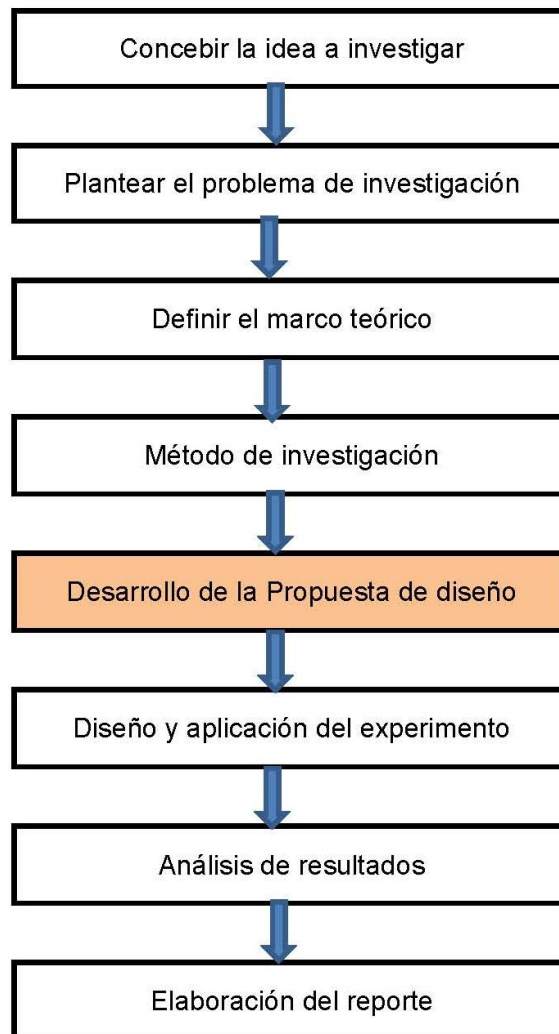 Concebir la idea a investigar
Plantear el problema de investigación
Definir el marco teórico
Método de investigación
Desarrollo de la Propuesta de diseño
Diseño y aplicación del experimento
Análisis de resultados
Elaboración del reporte